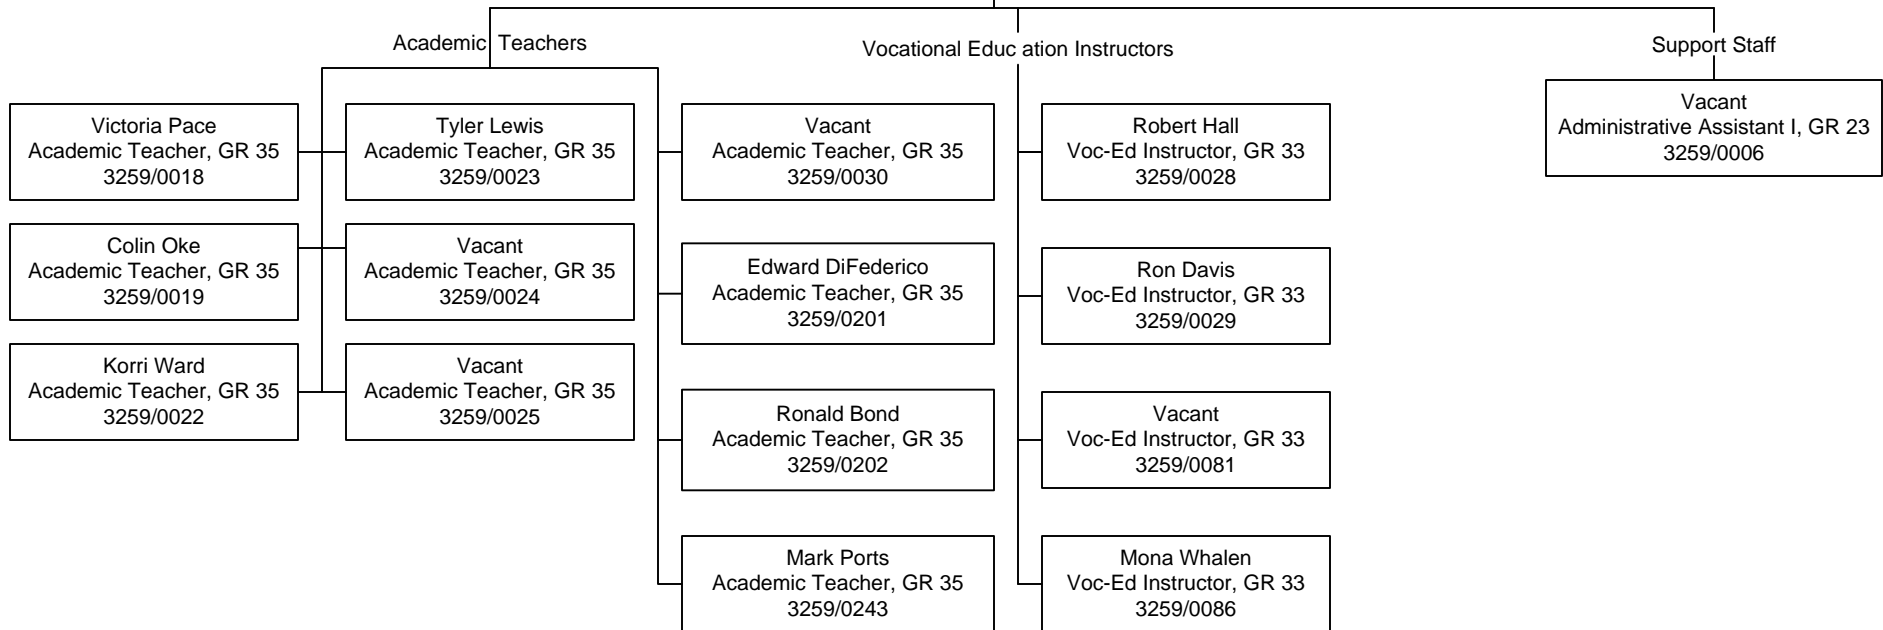 Academic Teachers
Vocational Education Instructors
Support Staff
Victoria Pace
Academic Teacher, GR 35
3259/0018
Tyler Lewis
Academic Teacher, GR 35
3259/0023
Vacant
Academic Teacher, GR 35
3259/0030
Robert Hall
Voc-Ed Instructor, GR 33
3259/0028
Vacant
Administrative Assistant I, GR 23
3259/0006
Colin Oke
Academic Teacher, GR 35
3259/0019
Vacant
Academic Teacher, GR 35
3259/0024
Edward DiFederico
Academic Teacher, GR 35
3259/0201
Ron Davis
Voc-Ed Instructor, GR 33
3259/0029
Korri Ward
Academic Teacher, GR 35
3259/0022
Vacant
Academic Teacher, GR 35
3259/0025
Ronald Bond
Academic Teacher, GR 35
3259/0202
Vacant
Voc-Ed Instructor, GR 33
3259/0081
Mark Ports
Academic Teacher, GR 35
3259/0243
Mona Whalen
Voc-Ed Instructor, GR 33
3259/0086